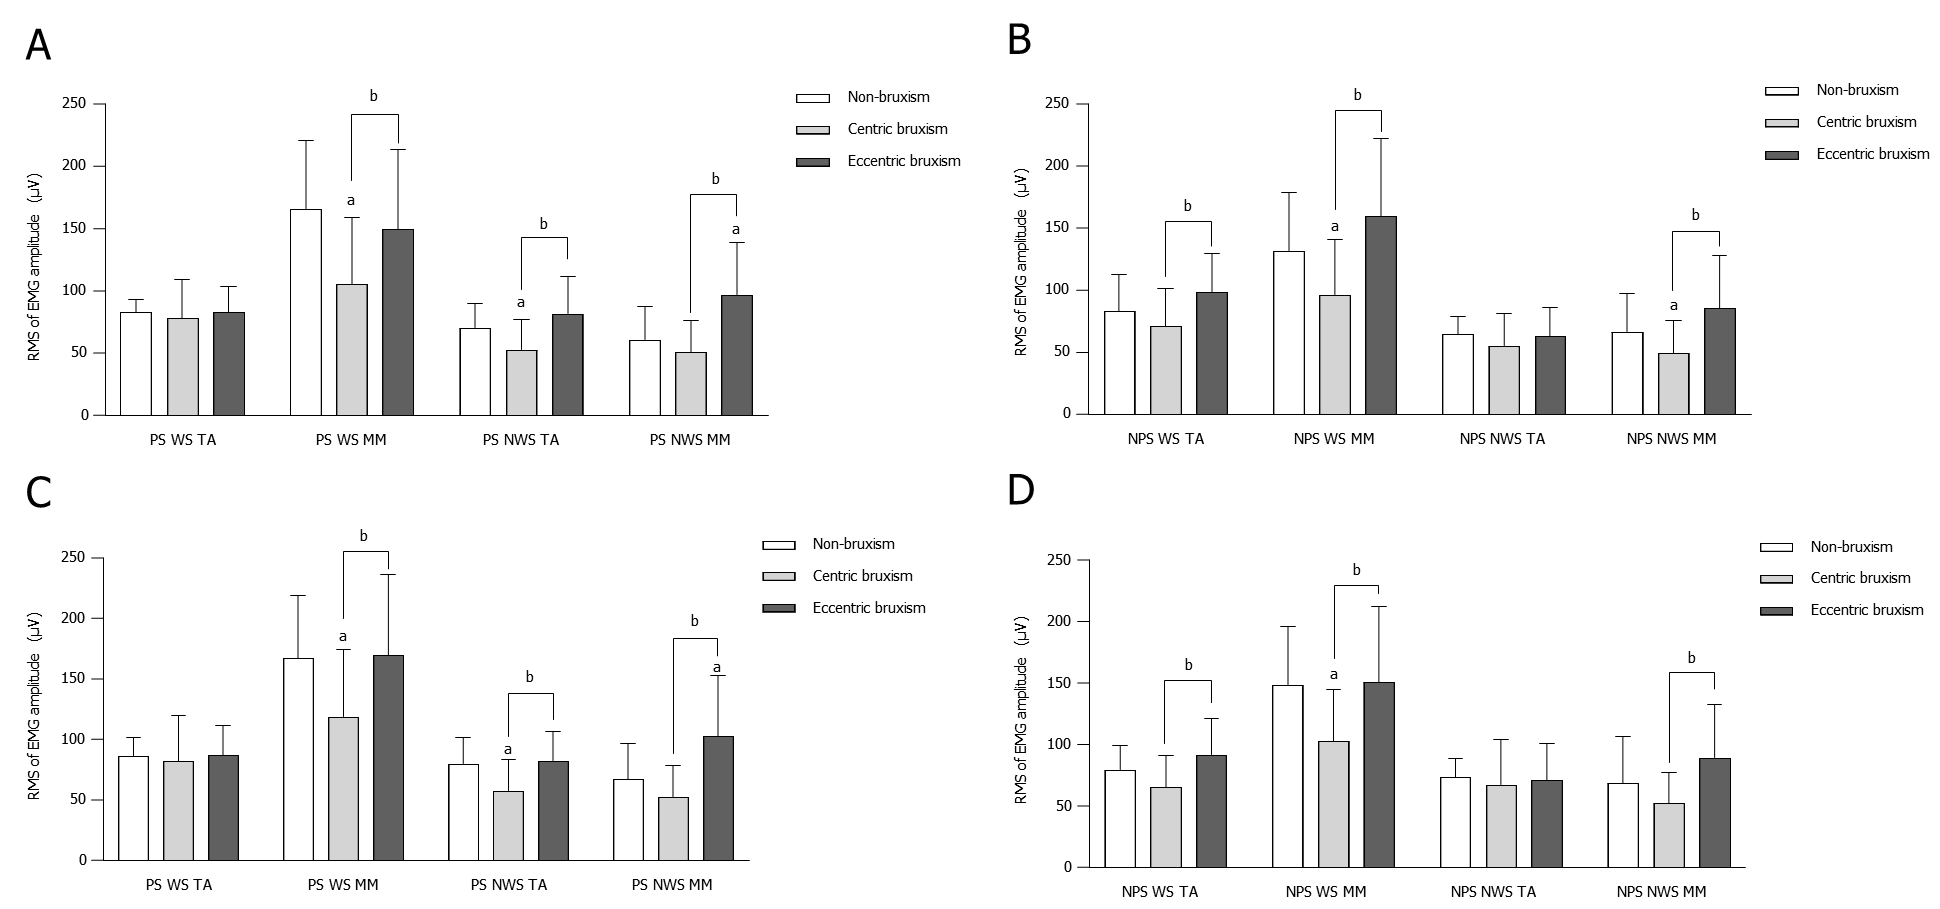 A
b
b
b
a
a
a
250
200
150
100
50
0
RMS of EMG amplitude (µV)
PS WS TA
PS WS MM
PS NWS TA
PS NWS MM
Non-bruxism
Centric bruxism
Eccentric bruxism
B
b
b
b
a
a
250
200
150
100
50
0
RMS of EMG amplitude (µV)
NPS WS TA
NPS WS MM
NPS NWS TA
NPS NWS MM
Non-bruxism
Centric bruxism
Eccentric bruxism
C
b
b
b
a
a
a
250
200
150
100
50
0
RMS of EMG amplitude (µV)
PS WS TA
PS WS MM
PS NWS TA
PS NWS MM
Non-bruxism
Centric bruxism
Eccentric bruxism
D
b
b
b
a
250
200
150
100
50
0
RMS of EMG amplitude (µV)
NPS WS TA
NPS WS MM
NPS NWS TA
NPS NWS MM
Non-bruxism
Centric bruxism
Eccentric bruxism